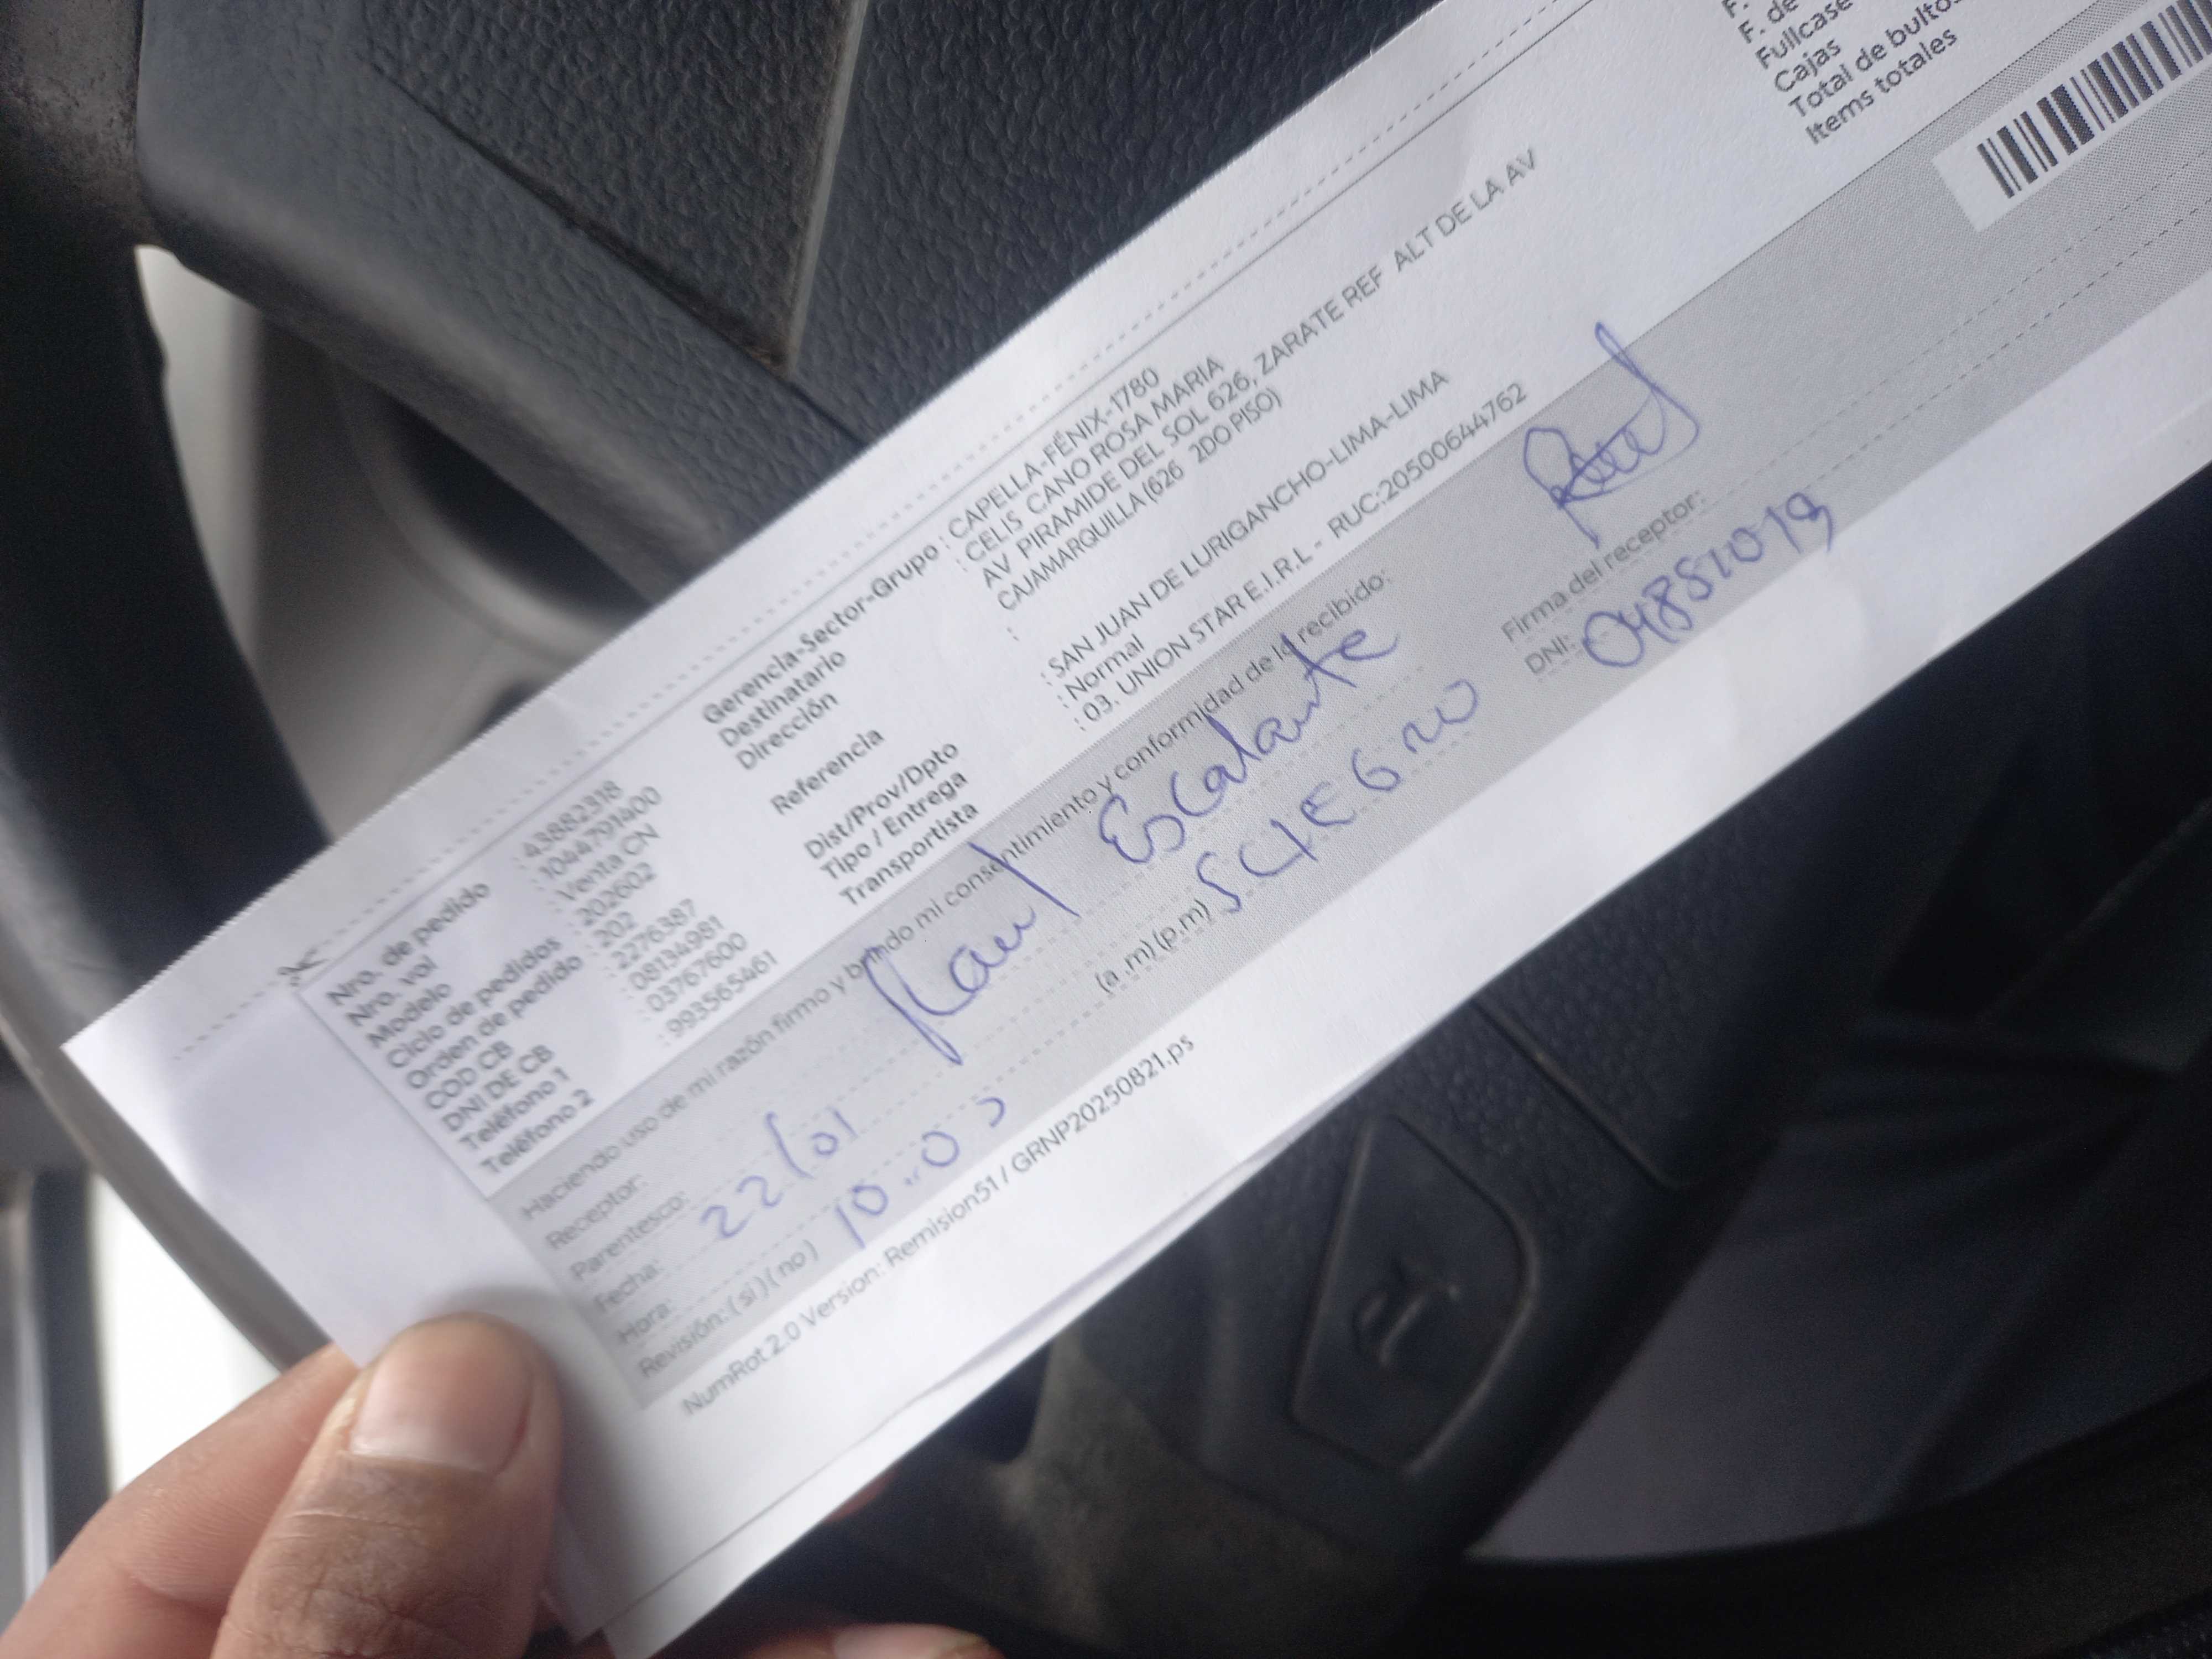 Nro. de pedido : 43882318
Nro. vol : 1044791400
Modelo : Venta CN
Ciclo de pedidos : 202602
Orden de pedido : 202
COD CB : 2276387
DNI DE CB : 08134981
Teléfono 1 : 03767600
Teléfono 2 : 993565461
Gerencia-Sector-Grupo : CAPELLA-FÉNIX-1780
Destinatario : CELIS CANO ROSA MARIA
Dirección AV PIRAMIDE DEL SOL 626, ZARATE REF ALT DE LA AV
CAJAMARQUILLA (626 2DO PISO)
Referencia :
Dist/Prov/Dpto : SAN JUAN DE LURIGANCHO-LIMA-LIMA
Tipo / Entrega : Normal
Transportista : 03. UNION STAR E.I.R.L - RUC:20500644762
F.
F. de
Fullcase
Cajas
Total de bultos
Items totales
Haciendo uso de mi razón firmo y brindo mi consentimiento y conformidad de lo recibido:
Receptor: Raul Escalante
Parentesco:
Fecha: 22/01
Hora: 10:00 (a .m) (p.m)
Revisión: ( si ) ( no )
Firma del receptor:
DNI:
NumRot 2.0 Version: Remision51 / GRNP20250821.ps